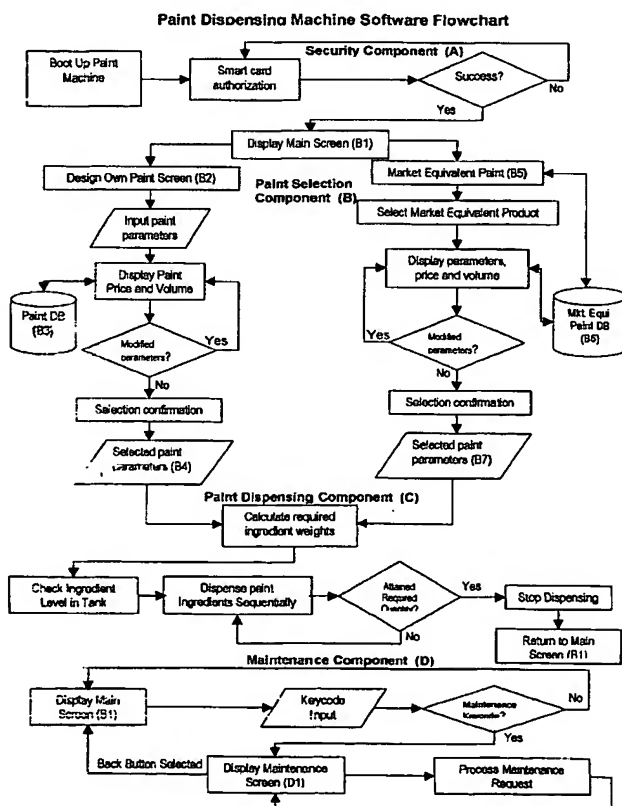 Paint Dispensing Machine Software Flowchart
Security Component (A)
Boot Up Paint
Machine
Smart card
authorization
Success?
No
Yes
Display Main Screen (B1)
Design Own Paint Screen (B2)
Market Equivalent Paint (B5)
Paint Selection
Component (B)
Input paint
parameters
Select Market Equivalent Product
Display Paint
Price and Volume
Display parameters,
price and volume
Paint DB
(B3)
Mkt Equi
Paint DB
(B6)
Modified
parameters?
Yes
No
Yes
Modified
parameters?
No
Selection confirmation
Selection confirmation
Selected paint
parameters (B4)
Selected paint
parameters (B7)
Paint Dispensing Component (C)
Calculate required
ingredient weights
Check Ingredient
Level in Tank
Dispense paint
Ingredients Sequentially
Attained
Required
Quantity?
Yes
No
Stop Dispensing
Return to Main
Screen (B1)
Maintenance Component (D)
Display Main
Screen (B1)
Keycode
Input
Maintenance
Keycode?
No
Yes
Back Button Selected
Display Maintenance
Screen (D1)
Process Maintenance
Request